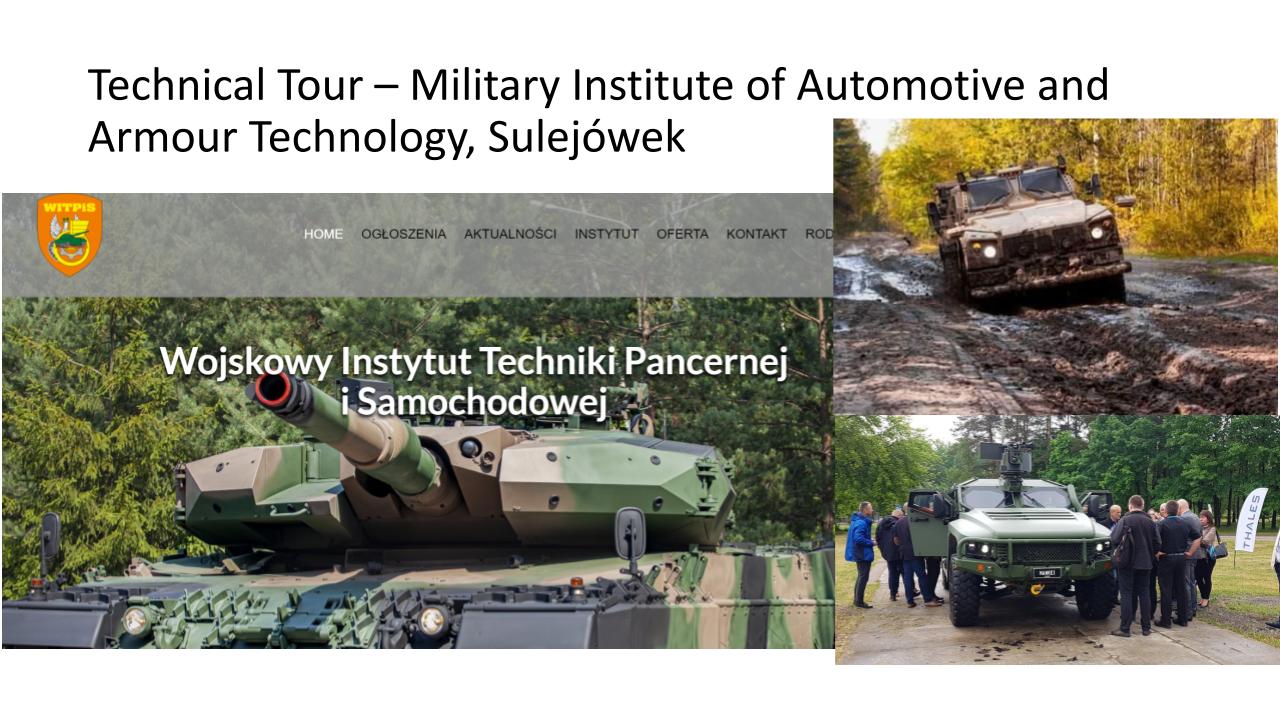 Technical Tour – Military Institute of Automotive and
Armour Technology, Sulejówek
WITPiS
HOME OGŁOSZENIA AKTUALNOŚCI INSTYTUT OFERTA KONTAKT ROD
Wojskowy Instytut Techniki Pancernej
i Samochodowej
THALES
HAWKEI